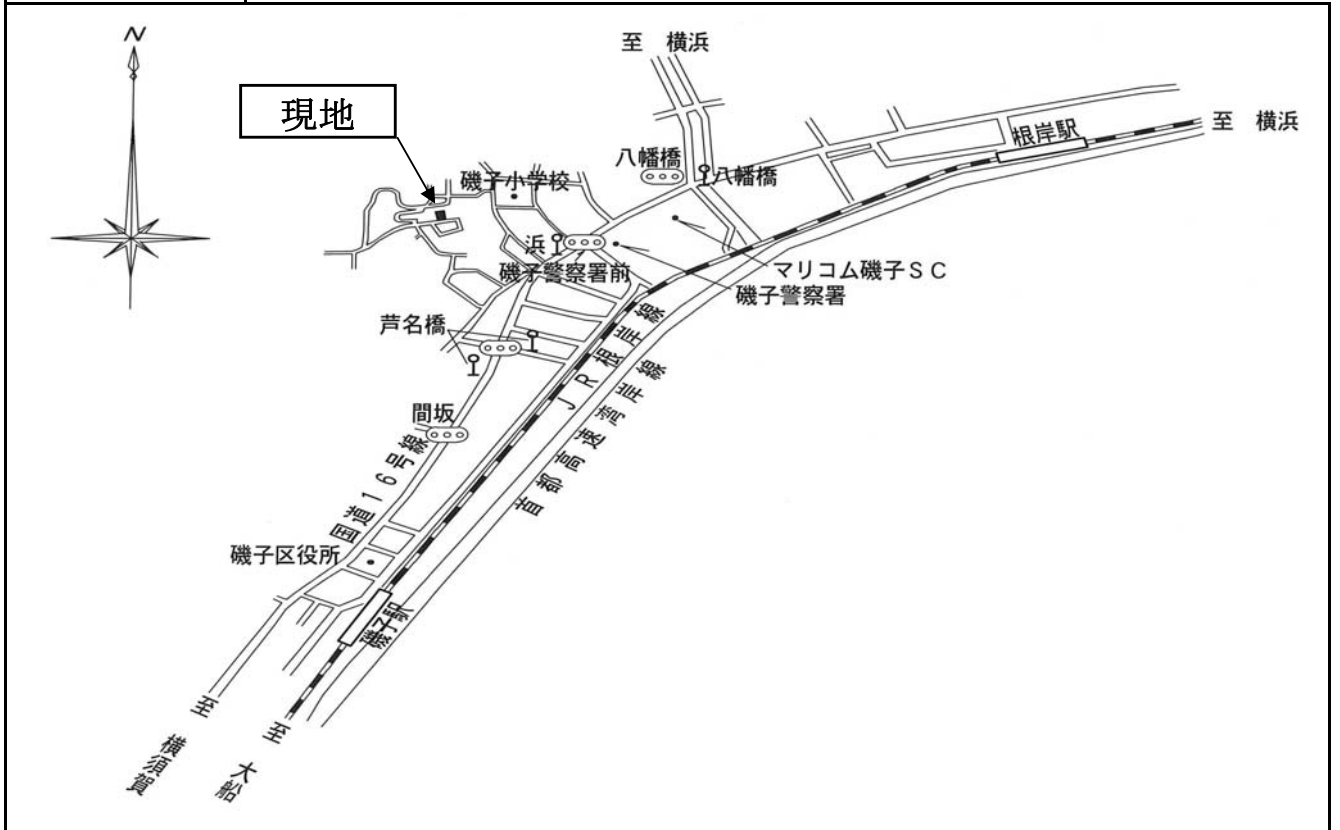 N
至 横浜
現地
至 横浜
根岸駅
八幡橋
八幡橋
磯子小学校
浜
磯子警察署前
マリコム磯子SC
磯子警察署
芦名橋
JR根岸線
首都高速湾岸線
間坂
国道16号線
磯子区役所
磯子駅
至 横須賀
至 大船